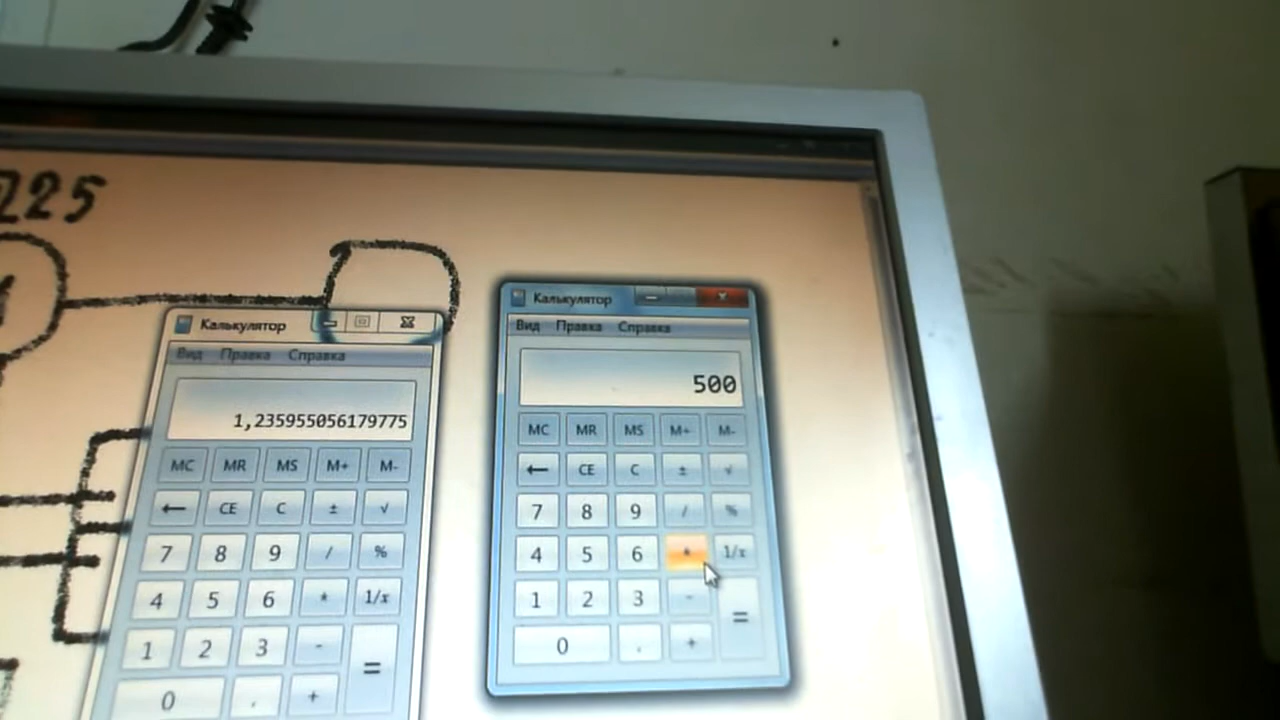 225
Калькулятор
Вид Правка Справка
1,235955056179775
MC MR MS M+ M-
← CE C ± √
7 8 9 / %
4 5 6 * 1/x
1 2 3 - =
0 , +
Калькулятор
Вид Правка Справка
500
MC MR MS M+ M-
← CE C ± √
7 8 9 / %
4 5 6 * 1/x
1 2 3 - =
0 , +